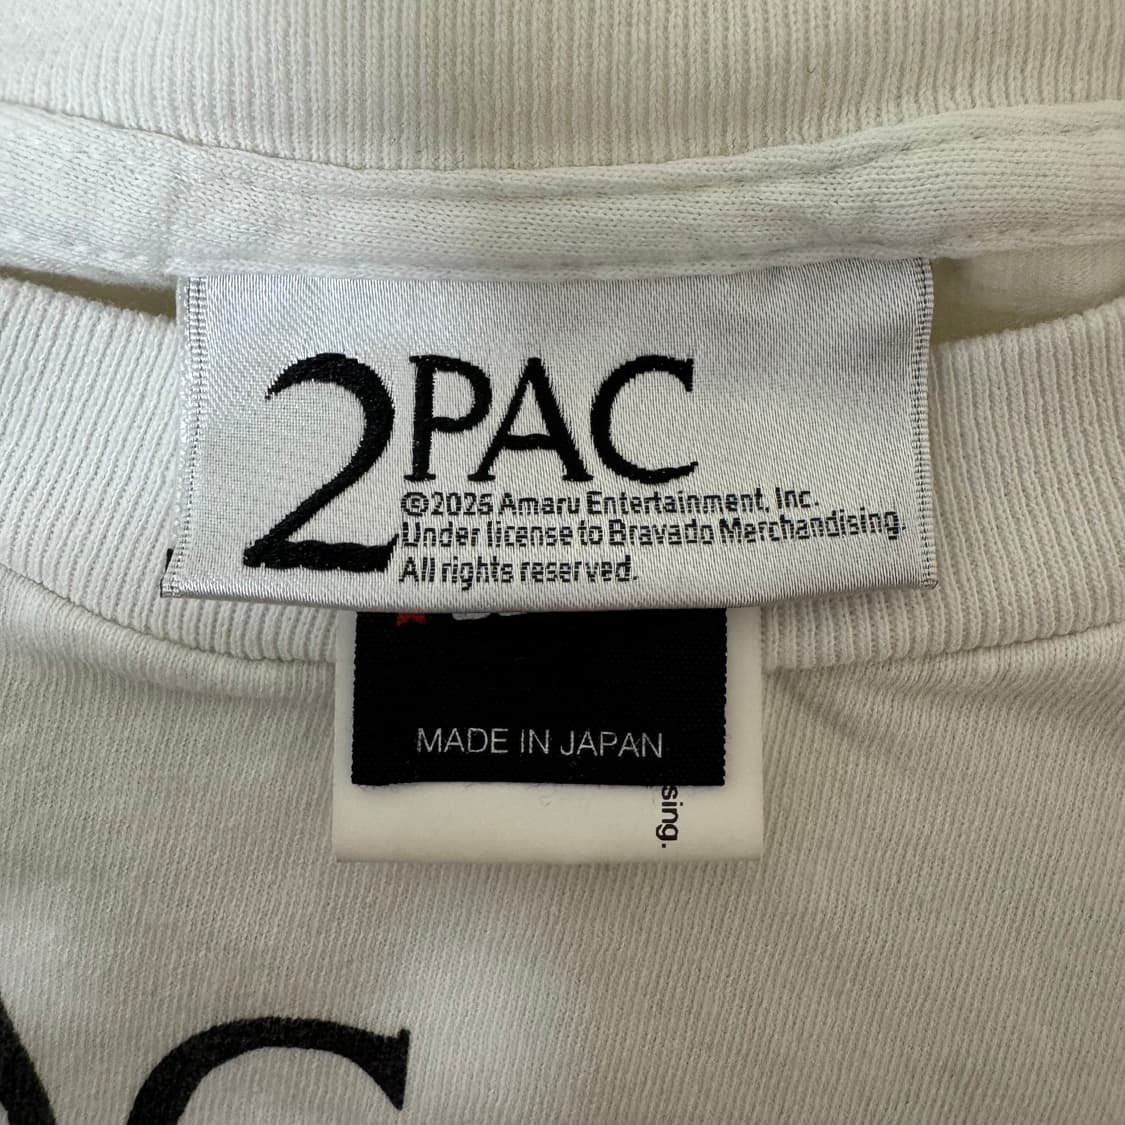 2PAC
©2025 Amaru Entertainment, Inc.
Under license to Bravado Merchandising.
All rights reserved.
MADE IN JAPAN
sing.